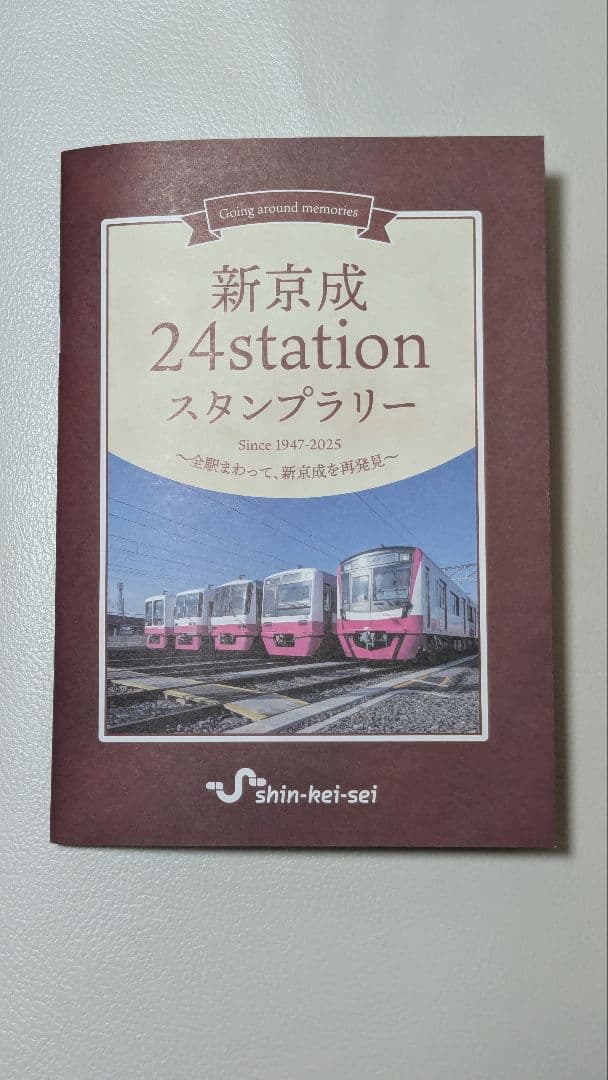 Going around memories
新京成
24station
スタンプラリー
Since 1947-2025
～全駅まわって、新京成を再発見～
shin-kei-sei